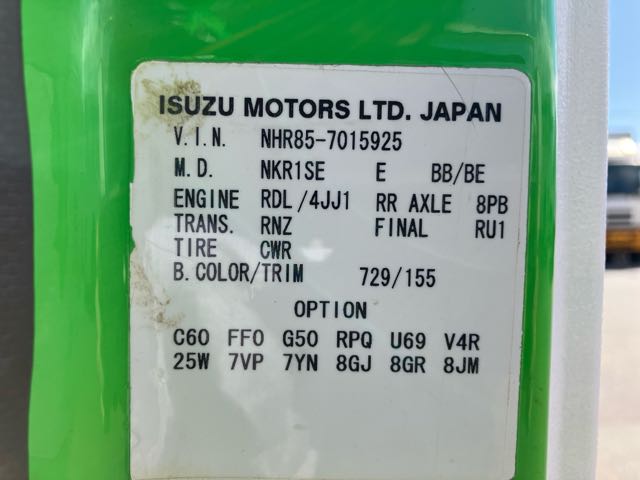 ISUZU MOTORS LTD. JAPAN
V.I.N. NHR85-7015925
M.D. NKR1SE E BB/BE
ENGINE RDL/4JJ1 RR AXLE 8PB
TRANS. RNZ FINAL RU1
TIRE CWR
B.COLOR/TRIM 729/155
OPTION
C60 FF0 G50 RPQ U69 V4R
25W 7VP 7YN 8GJ 8GR 8JM